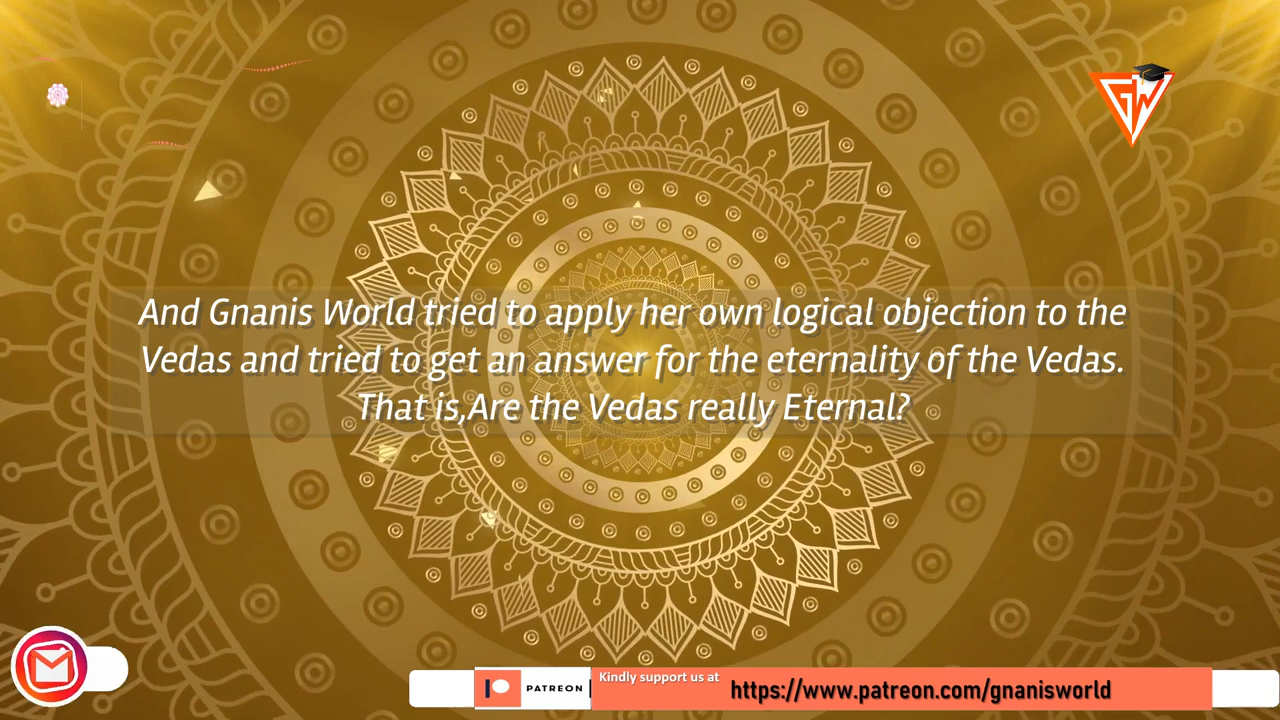 GW
And Gnanis World tried to apply her own logical objection to the
Vedas and tried to get an answer for the eternality of the Vedas.
That is,Are the Vedas really Eternal?
PATREON
Kindly support us at
https://www.patreon.com/gnanisworld